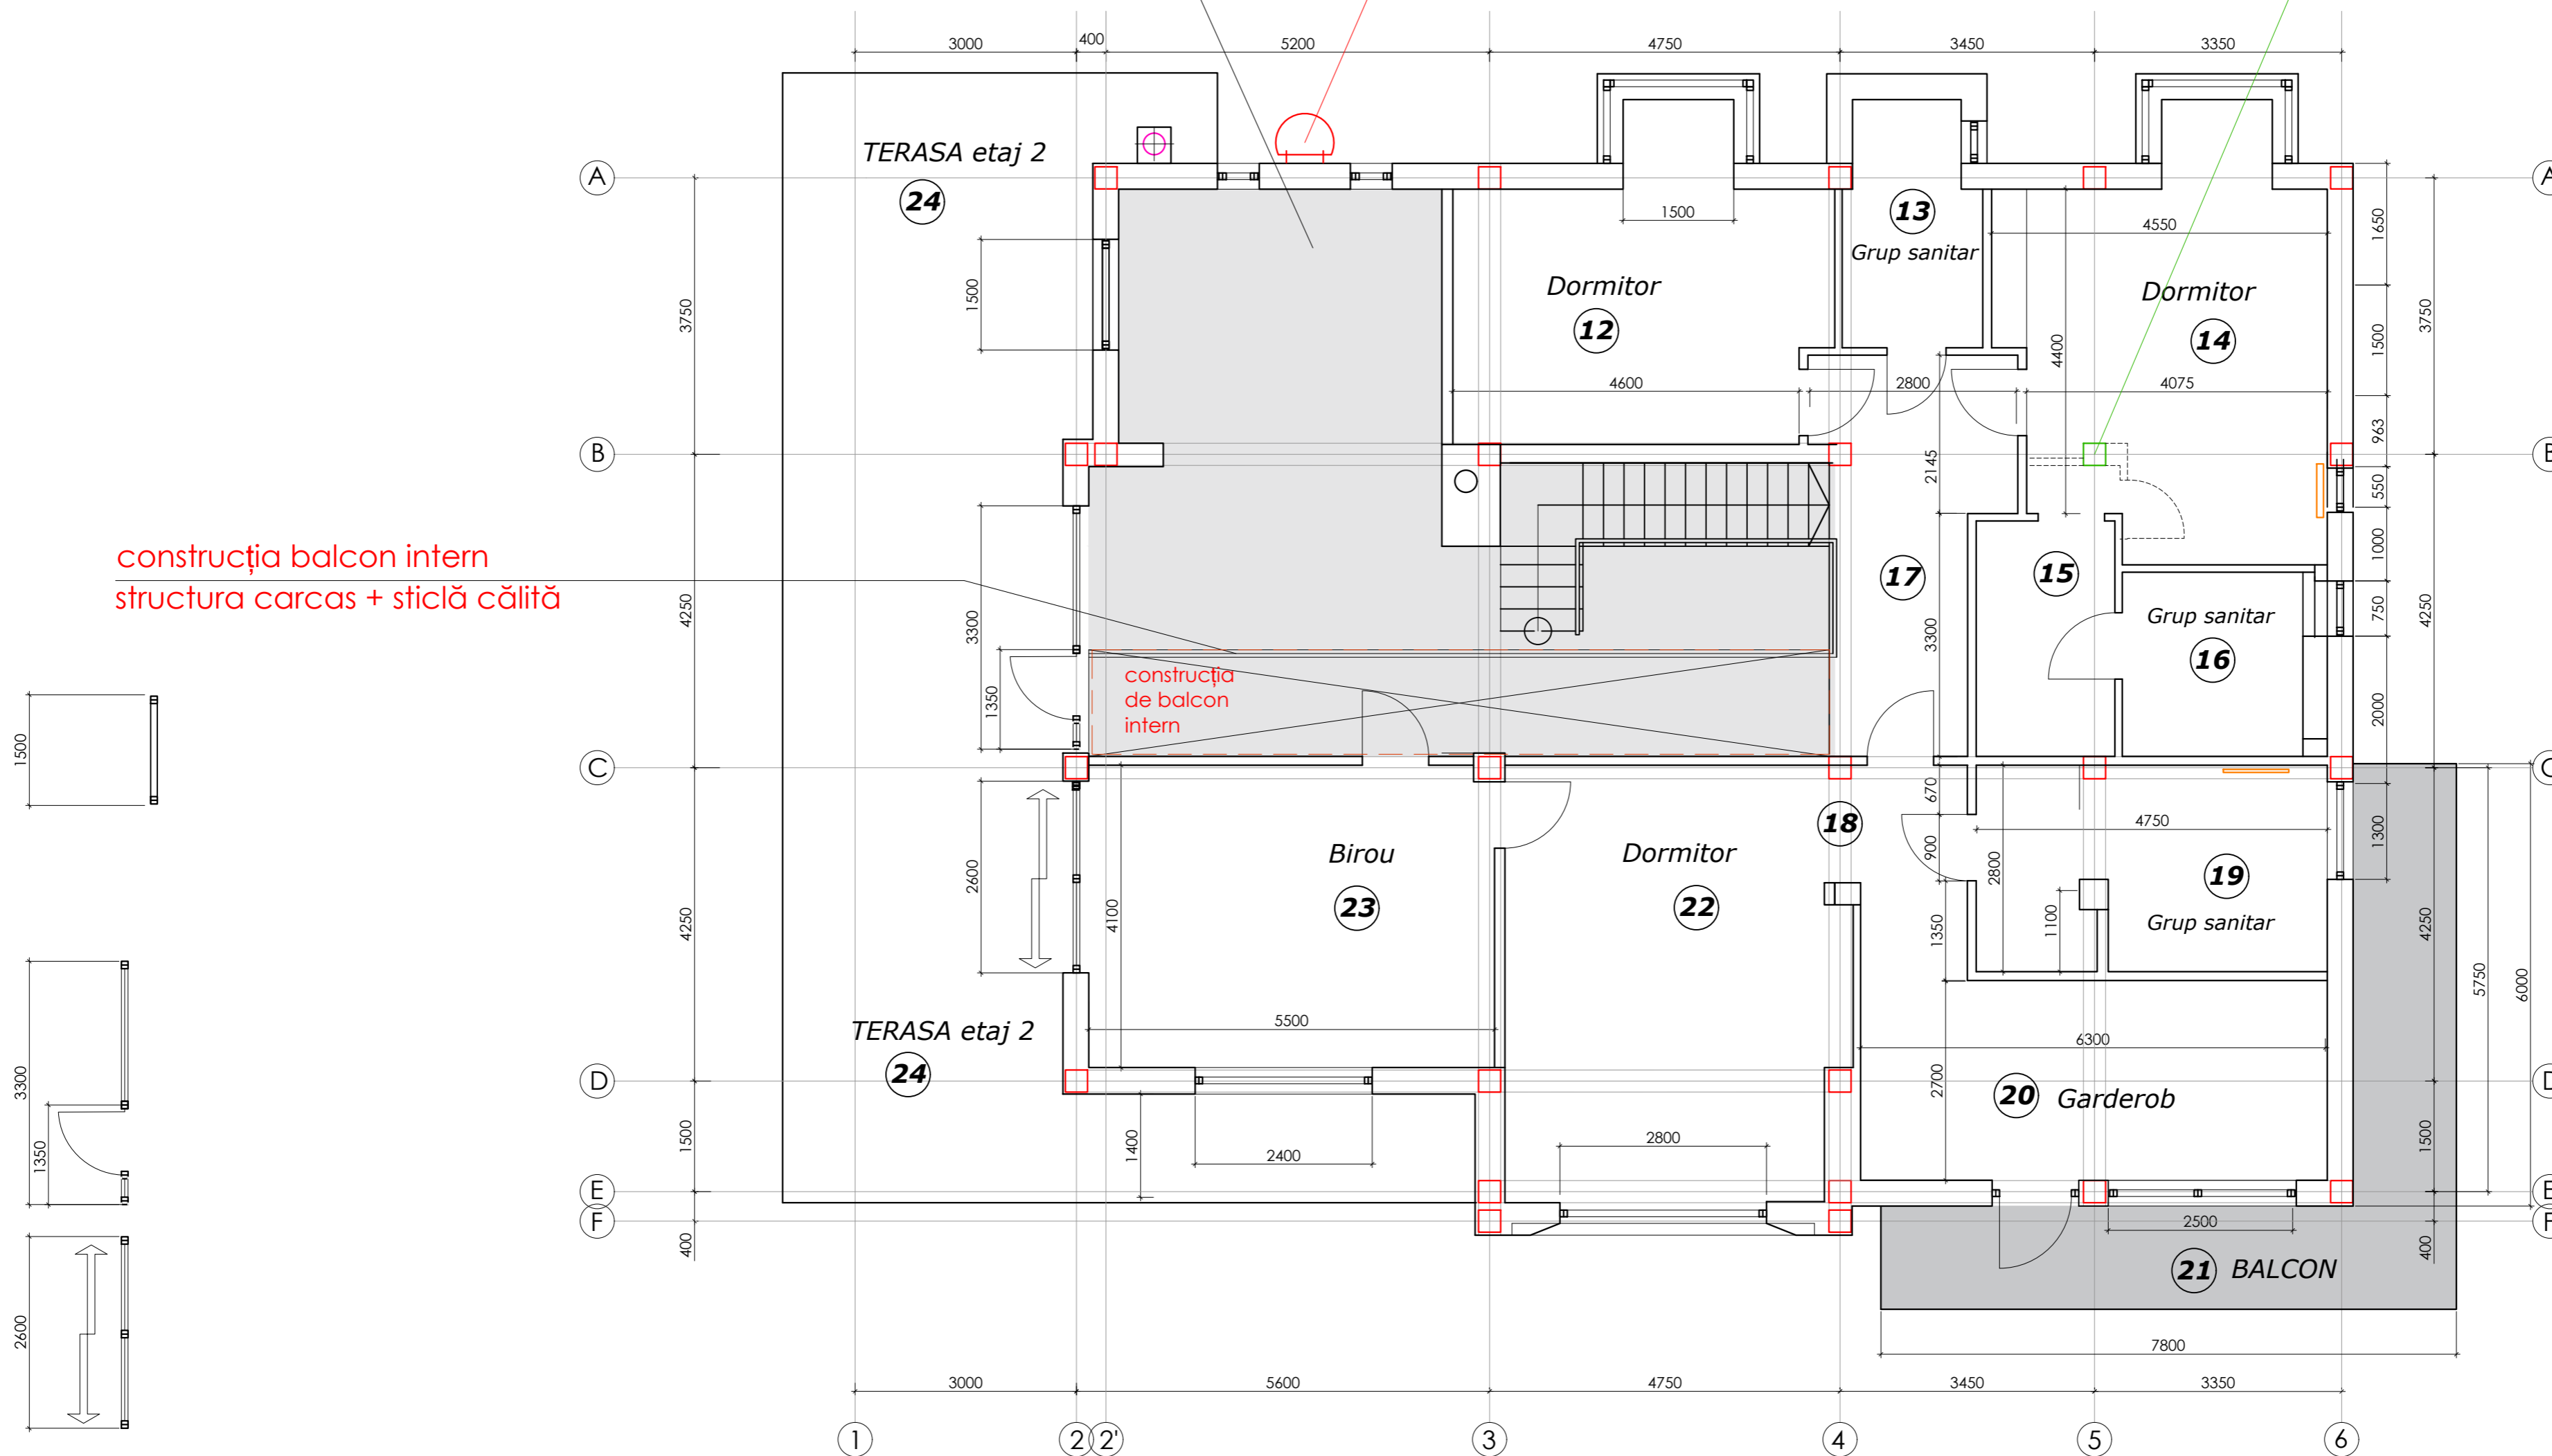 3000
400
5200
4750
3450
3350
TERASA etaj 2
24
A
A
1500
13
Grup sanitar
4550
1650
Dormitor
12
Dormitor
14
1500
3750
1500
3750
4400
4600
2800
4075
963
B
B
2145
550
construcția balcon intern
structura carcas + sticlă călită
17
15
1000
4250
3300
3300
Grup sanitar
16
750
4250
construcția
de balcon
intern
1350
2000
1500
C
C
670
18
4750
1300
Birou
23
Dormitor
22
900
2800
19
Grup sanitar
2600
4100
4250
1100
1350
4250
5750
6000
TERASA etaj 2
24
5500
6300
3300
1350
D
D
2700
20
Garderob
1500
1400
2400
2800
1500
E
E
F
F
400
2500
400
21
BALCON
2600
7800
3000
5600
4750
3450
3350
1
2
2'
3
4
5
6